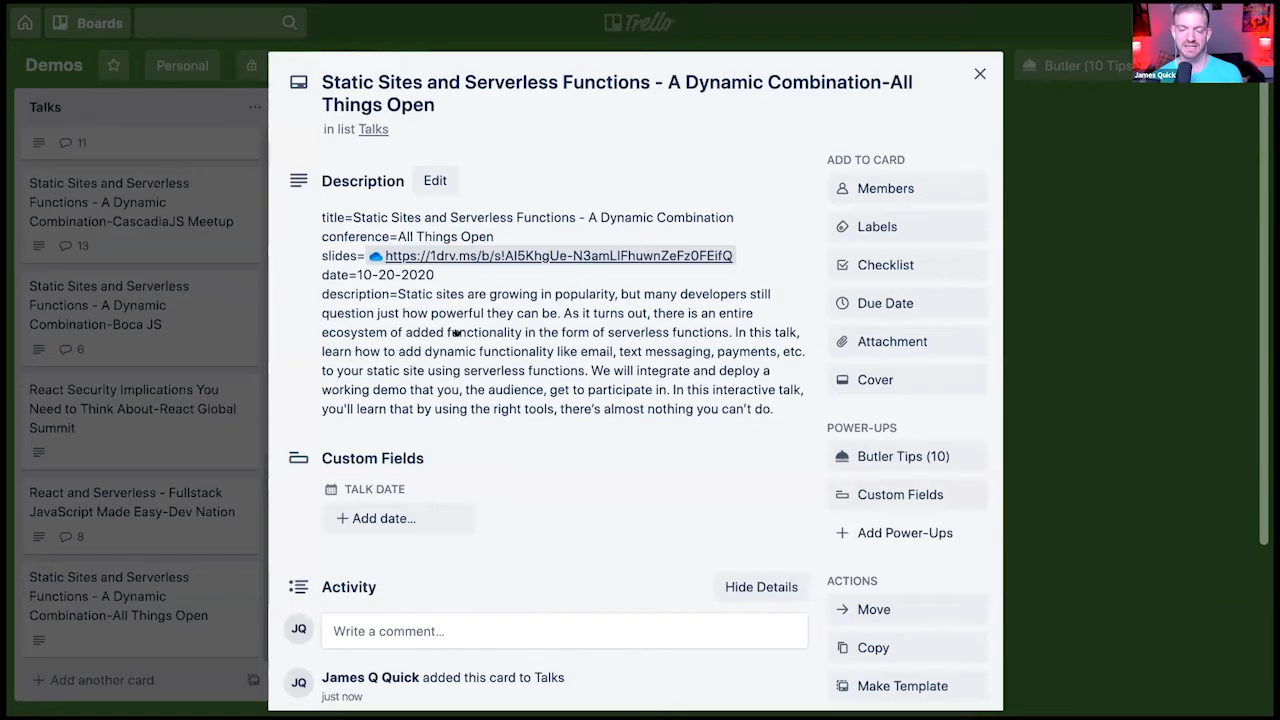 Boards
Trello
James Quick
Demos
Personal
Butler (10 Tips
Talks
11
Static Sites and Serverless
Functions - A Dynamic
Combination-CascadiaJS Meetup
13
Static Sites and Serverless
Functions - A Dynamic
Combination-Boca JS
6
React Security Implications You
Need to Think About-React Global
Summit
React and Serverless - Fullstack
JavaScript Made Easy-Dev Nation
8
Static Sites and Serverless
Functions - A Dynamic
Combination-All Things Open
Add another card
Static Sites and Serverless Functions - A Dynamic Combination-All
Things Open
in list Talks
Description Edit
title=Static Sites and Serverless Functions - A Dynamic Combination
conference=All Things Open
slides= https://1drv.ms/b/s!AI5KhgUe-N3amLlFhuwnZeFz0FEifQ
date=10-20-2020
description=Static sites are growing in popularity, but many developers still
question just how powerful they can be. As it turns out, there is an entire
ecosystem of added functionality in the form of serverless functions. In this talk,
learn how to add dynamic functionality like email, text messaging, payments, etc.
to your static site using serverless functions. We will integrate and deploy a
working demo that you, the audience, get to participate in. In this interactive talk,
you'll learn that by using the right tools, there's almost nothing you can't do.
Custom Fields
TALK DATE
+ Add date...
Activity
Hide Details
JQ
Write a comment...
JQ
James Q Quick added this card to Talks
just now
ADD TO CARD
Members
Labels
Checklist
Due Date
Attachment
Cover
POWER-UPS
Butler Tips (10)
Custom Fields
Add Power-Ups
ACTIONS
Move
Copy
Make Template